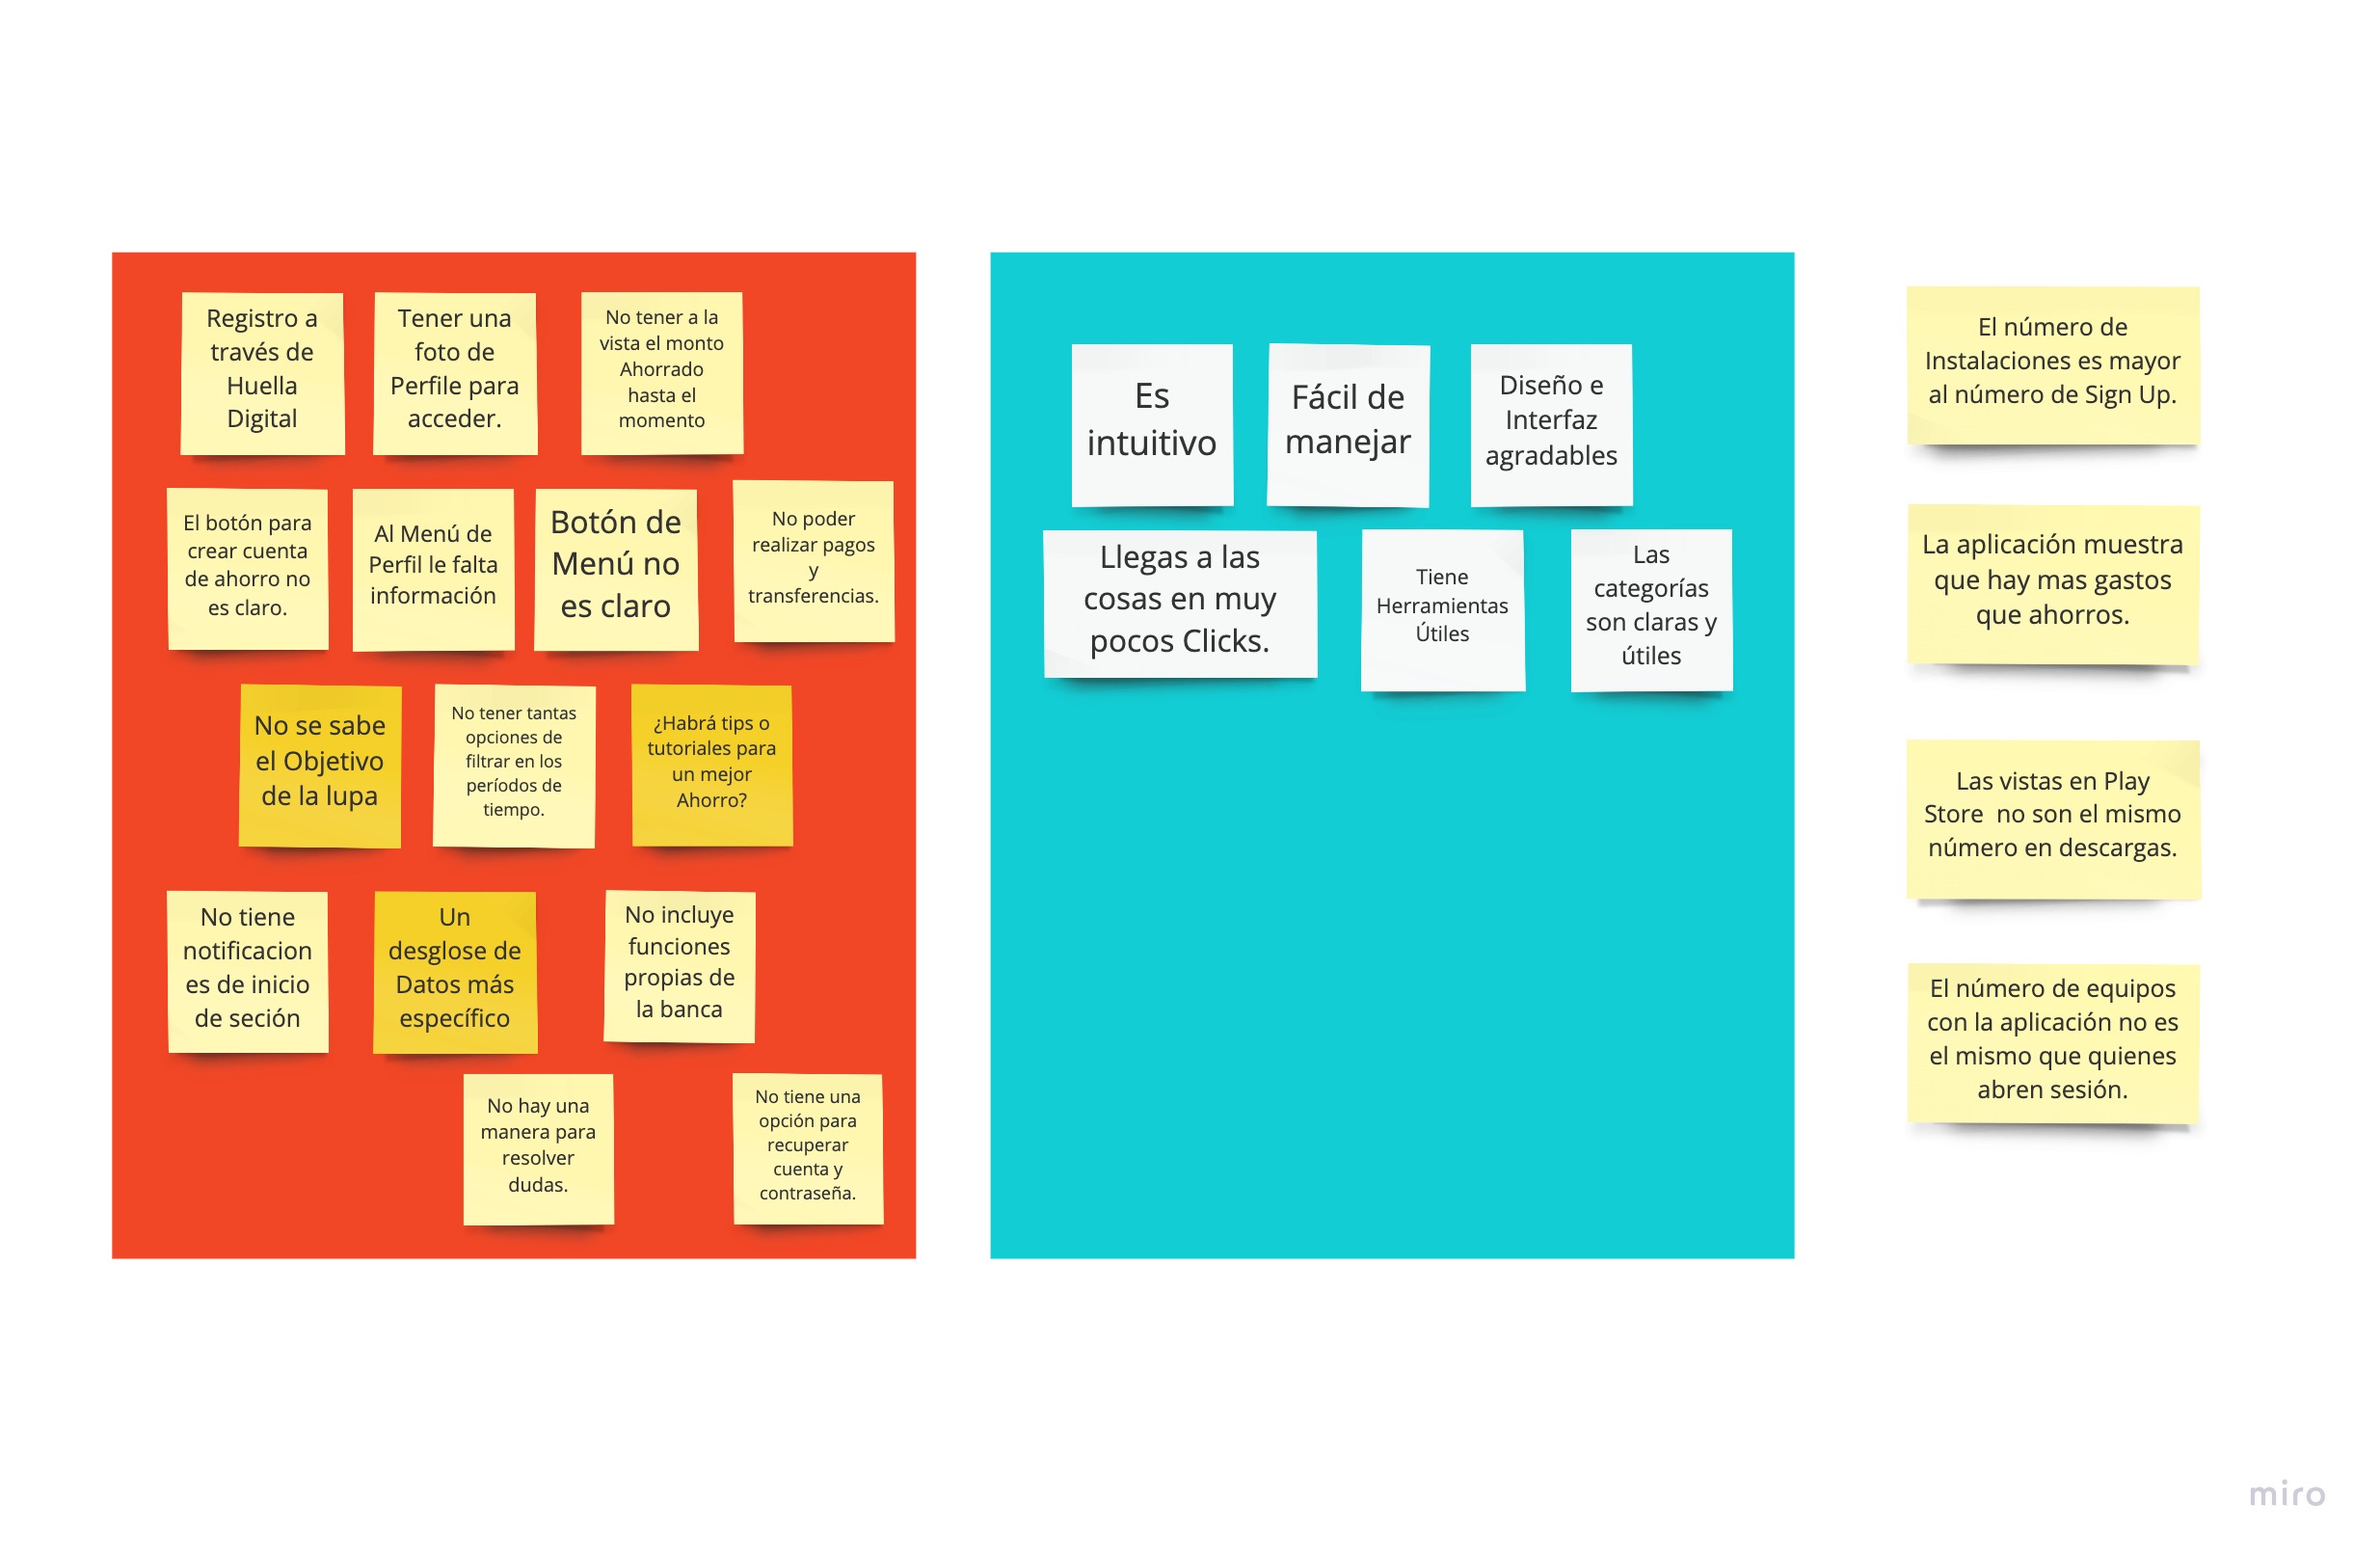 Registro a
través de
Huella
Digital
Tener una
foto de
Perfile para
acceder.
No tener a la
vista el monto
Ahorrado
hasta el
momento
El botón para
crear cuenta
de ahorro no
es claro.
Al Menú de
Perfil le falta
información
Botón de
Menú no
es claro
No poder
realizar pagos
y
transferencias.
No se sabe
el Objetivo
de la lupa
No tener tantas
opciones de
filtrar en los
períodos de
tiempo.
¿Habrá tips o
tutoriales para
un mejor
Ahorro?
No tiene
notificacion
es de inicio
de seción
Un
desglose de
Datos más
específico
No incluye
funciones
propias de
la banca
No hay una
manera para
resolver
dudas.
No tiene una
opción para
recuperar
cuenta y
contraseña.
Es
intuitivo
Fácil de
manejar
Diseño e
Interfaz
agradables
Llegas a las
cosas en muy
pocos Clicks.
Tiene
Herramientas
Útiles
Las
categorías
son claras y
útiles
El número de
Instalaciones es mayor
al número de Sign Up.
La aplicación muestra
que hay mas gastos
que ahorros.
Las vistas en Play
Store  no son el mismo
número en descargas.
El número de equipos
con la aplicación no es
el mismo que quienes
abren sesión.
miro